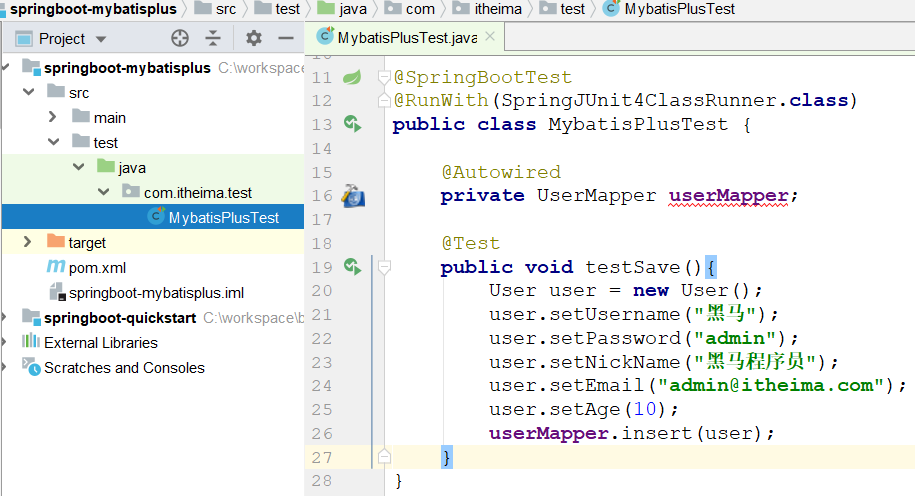 springboot-mybatisplus src test java com itheima test MybatisPlusTest
Project
MybatisPlusTest.java
springboot-mybatisplus C:\workspace
src
main
test
java
com.itheima.test
MybatisPlusTest
target
pom.xml
springboot-mybatisplus.iml
springboot-quickstart C:\workspace\b
External Libraries
Scratches and Consoles
11 @SpringBootTest
12 @RunWith(SpringJUnit4ClassRunner.class)
13 public class MybatisPlusTest {
14
15 @Autowired
16 private UserMapper userMapper;
17
18 @Test
19 public void testSave(){
20 User user = new User();
21 user.setUsername("黑马");
22 user.setPassword("admin");
23 user.setNickName("黑马程序员");
24 user.setEmail("admin@itheima.com");
25 user.setAge(10);
26 userMapper.insert(user);
27 }
28 }